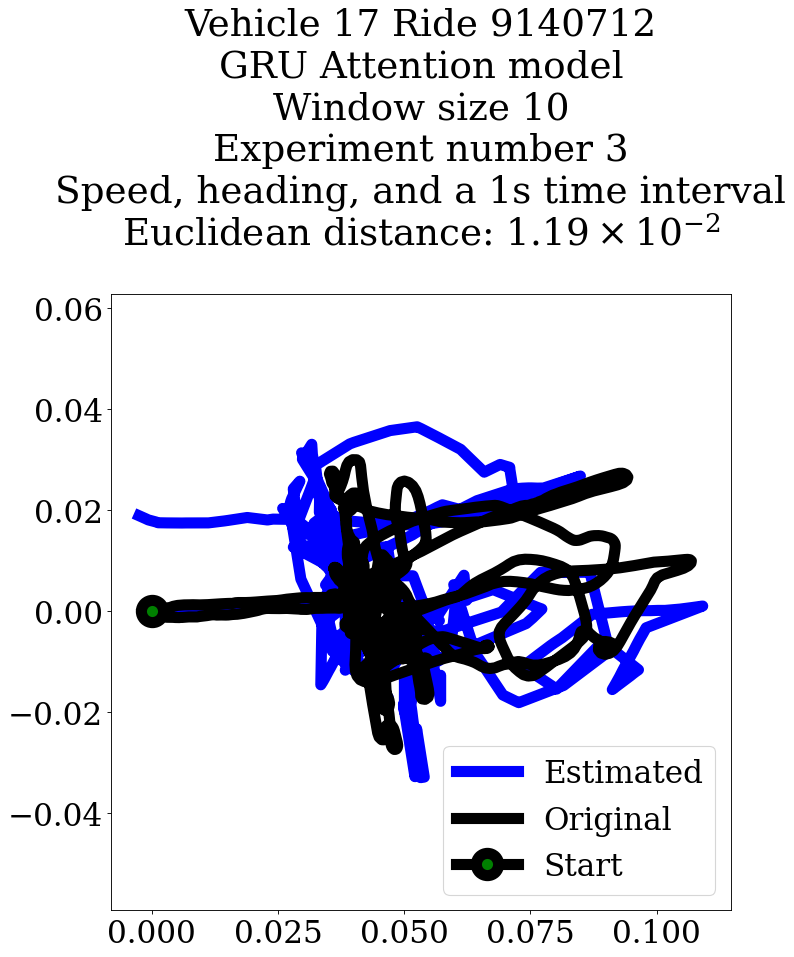 Vehicle 17 Ride 9140712
GRU Attention model
Window size 10
Experiment number 3
Speed, heading, and a 1s time interval
Euclidean distance: 1.19 × 10⁻²
0.06
0.04
0.02
0.00
−0.02
−0.04
Estimated
Original
Start
0.000 0.025 0.050 0.075 0.100